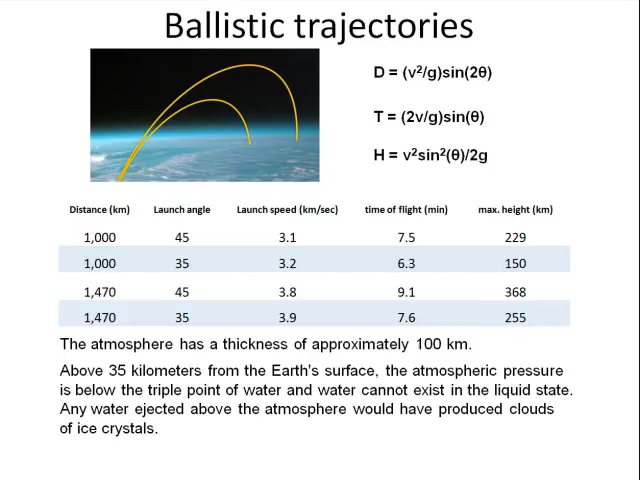 Ballistic trajectories
D = (v²/g)sin(2θ)
T = (2v/g)sin(θ)
H = v²sin²(θ)/2g
Distance (km) Launch angle Launch speed (km/sec) time of flight (min) max. height (km)
1,000 45 3.1 7.5 229
1,000 35 3.2 6.3 150
1,470 45 3.8 9.1 368
1,470 35 3.9 7.6 255
The atmosphere has a thickness of approximately 100 km.
Above 35 kilometers from the Earth's surface, the atmospheric pressure
is below the triple point of water and water cannot exist in the liquid state.
Any water ejected above the atmosphere would have produced clouds
of ice crystals.